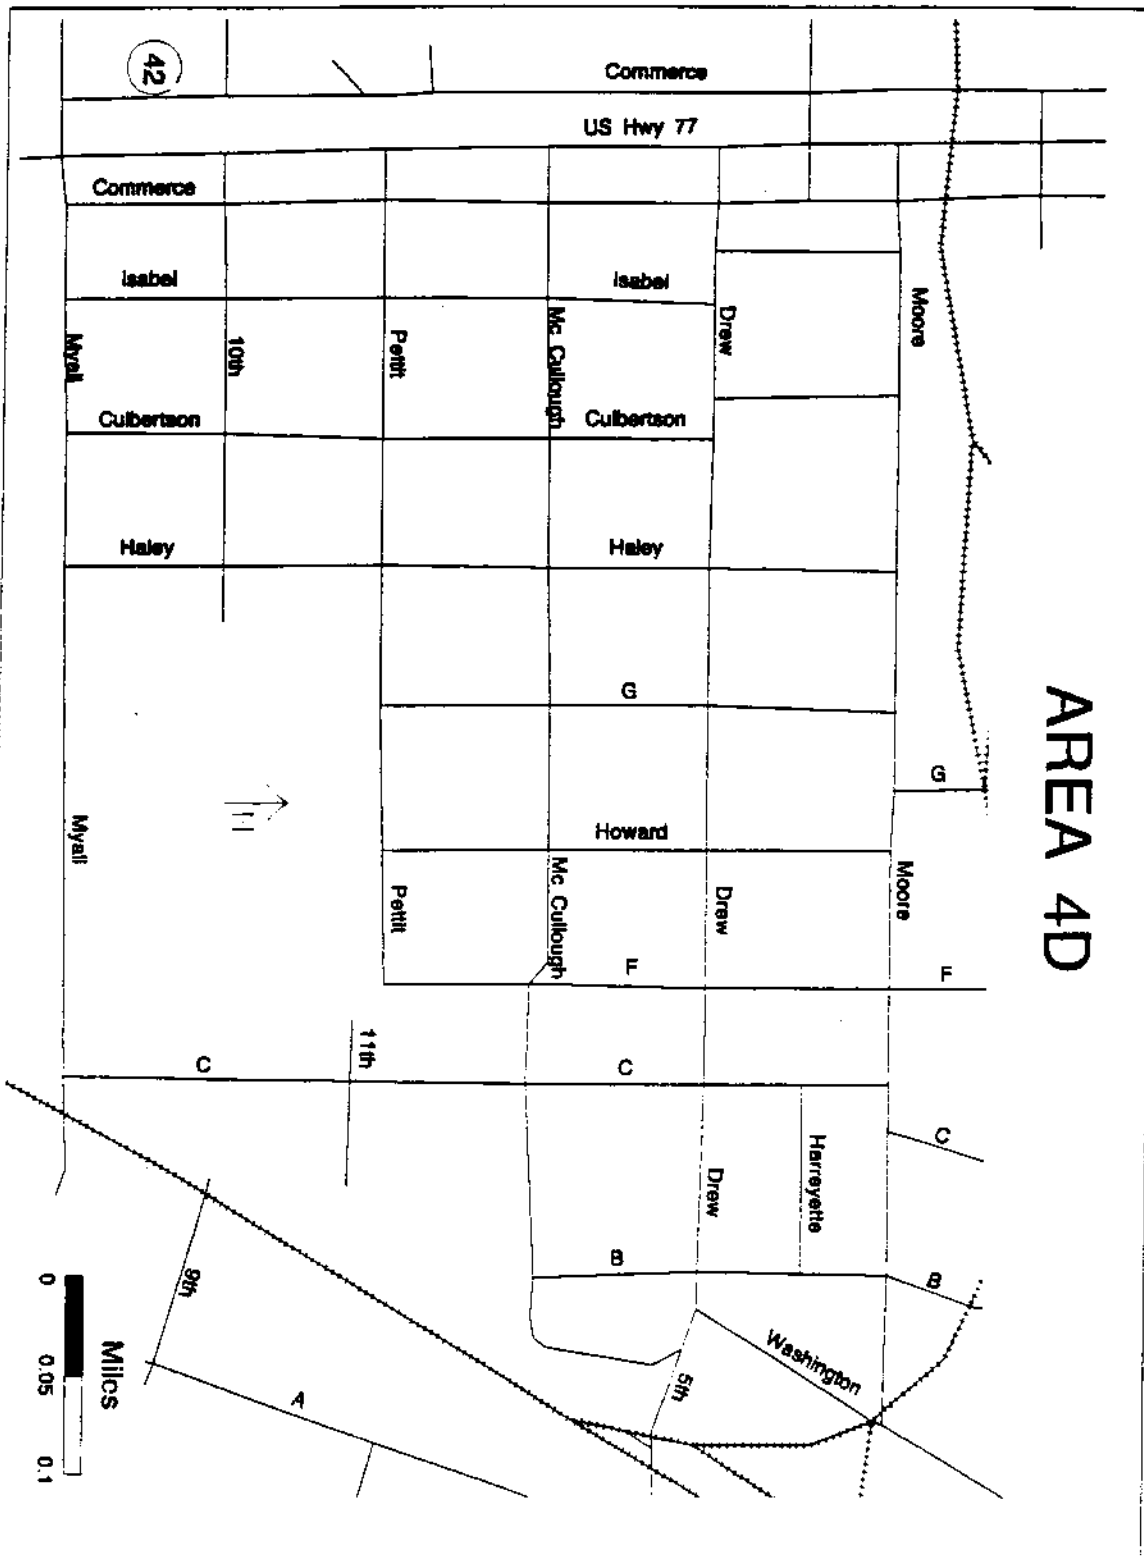 AREA 4D
42
Commerce
US Hwy 77
Commerce
Isabel
Isabel
Drew
Moore
Myall
10th
Pettit
Mc Cullough
Culbertson
Culbertson
Haley
Haley
G
G
Howard
Myall
Pettit
Mc Cullough
Drew
Moore
F
F
11th
C
C
C
Harreyette
Drew
B
B
9th
Washington
5th
A
Miles
0 0.05 0.1